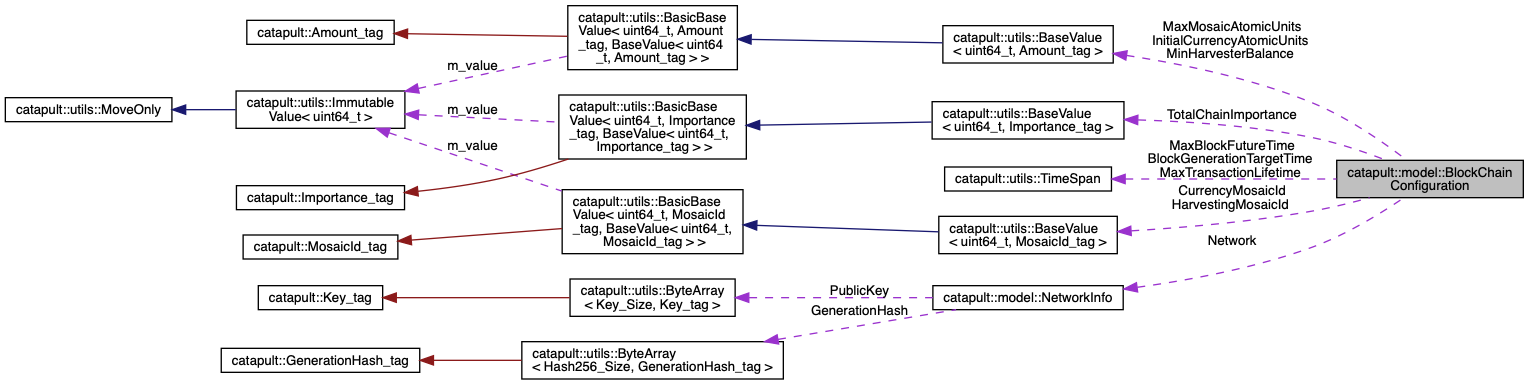 catapult::Amount_tag
catapult::utils::BasicBase
Value< uint64_t, Amount
_tag, BaseValue< uint64
_t, Amount_tag > >
catapult::utils::BaseValue
< uint64_t, Amount_tag >
MaxMosaicAtomicUnits
InitialCurrencyAtomicUnits
MinHarvesterBalance
m_value
catapult::utils::MoveOnly
catapult::utils::Immutable
Value< uint64_t >
m_value
catapult::utils::BasicBase
Value< uint64_t, Importance
_tag, BaseValue< uint64_t,
Importance_tag > >
catapult::utils::BaseValue
< uint64_t, Importance_tag >
TotalChainImportance
m_value
MaxBlockFutureTime
BlockGenerationTargetTime
MaxTransactionLifetime
catapult::utils::TimeSpan
catapult::model::BlockChain
Configuration
catapult::Importance_tag
catapult::utils::BasicBase
Value< uint64_t, MosaicId
_tag, BaseValue< uint64_t,
MosaicId_tag > >
CurrencyMosaicId
HarvestingMosaicId
catapult::utils::BaseValue
< uint64_t, MosaicId_tag >
catapult::MosaicId_tag
Network
catapult::Key_tag
catapult::utils::ByteArray
< Key_Size, Key_tag >
PublicKey
catapult::model::NetworkInfo
GenerationHash
catapult::GenerationHash_tag
catapult::utils::ByteArray
< Hash256_Size, GenerationHash_tag >